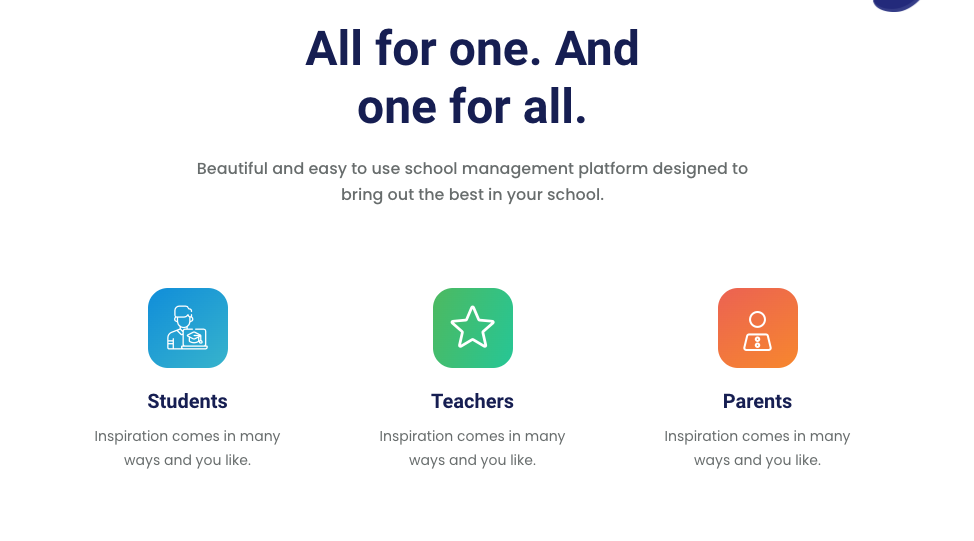 All for one. And
one for all.
Beautiful and easy to use school management platform designed to
bring out the best in your school.
Students
Inspiration comes in many
ways and you like.
Teachers
Inspiration comes in many
ways and you like.
Parents
Inspiration comes in many
ways and you like.